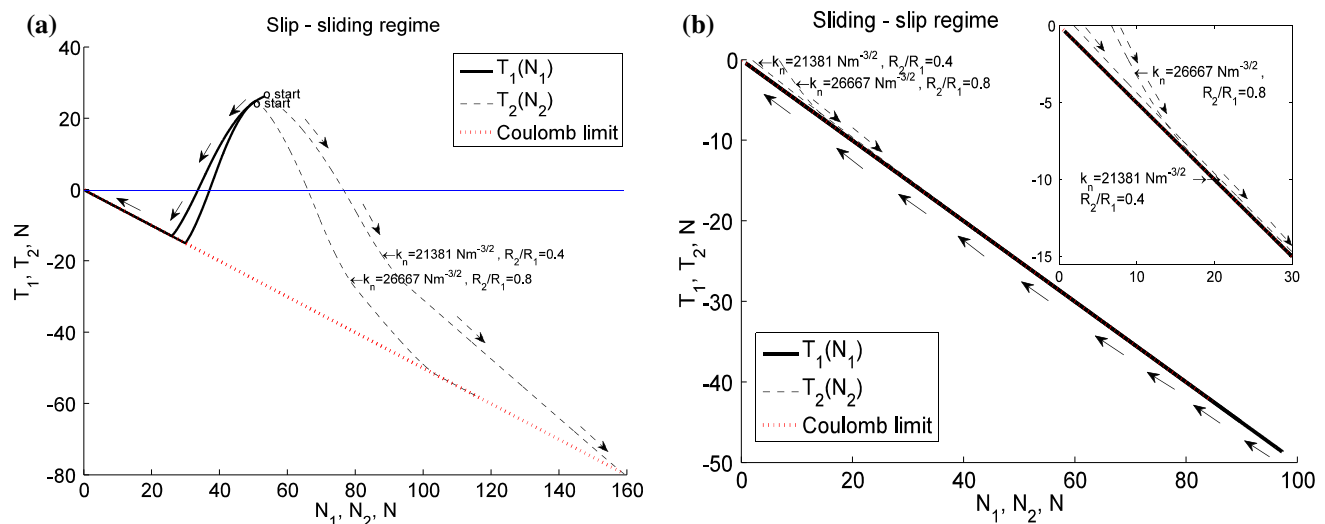 (a)
Slip - sliding regime
40
20
0
-20
-40
-60
-80
T₁, T₂, N
0
20
40
60
80
100
120
140
160
N₁, N₂, N
T₁(N₁)
T₂(N₂)
Coulomb limit
start
start
←kₙ=21381 Nm⁻³/², R₂/R₁=0.4
←kₙ=26667 Nm⁻³/², R₂/R₁=0.8
(b)
Sliding - slip regime
0
-10
-20
-30
-40
-50
T₁, T₂, N
0
20
40
60
80
100
N₁, N₂, N
←kₙ=21381 Nm⁻³/², R₂/R₁=0.4
←kₙ=26667 Nm⁻³/², R₂/R₁=0.8
T₁(N₁)
T₂(N₂)
Coulomb limit
0
-5
-10
-15
0
10
20
30
←kₙ=26667 Nm⁻³/²,
R₂/R₁=0.8
kₙ=21381 Nm⁻³/²→
R₂/R₁=0.4